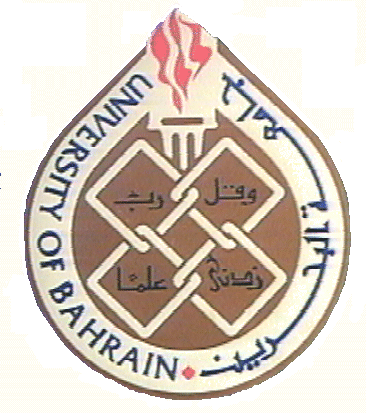 UNIVERSITY OF BAHRAIN
جامعة البحرين
وقل رب
زدني علما